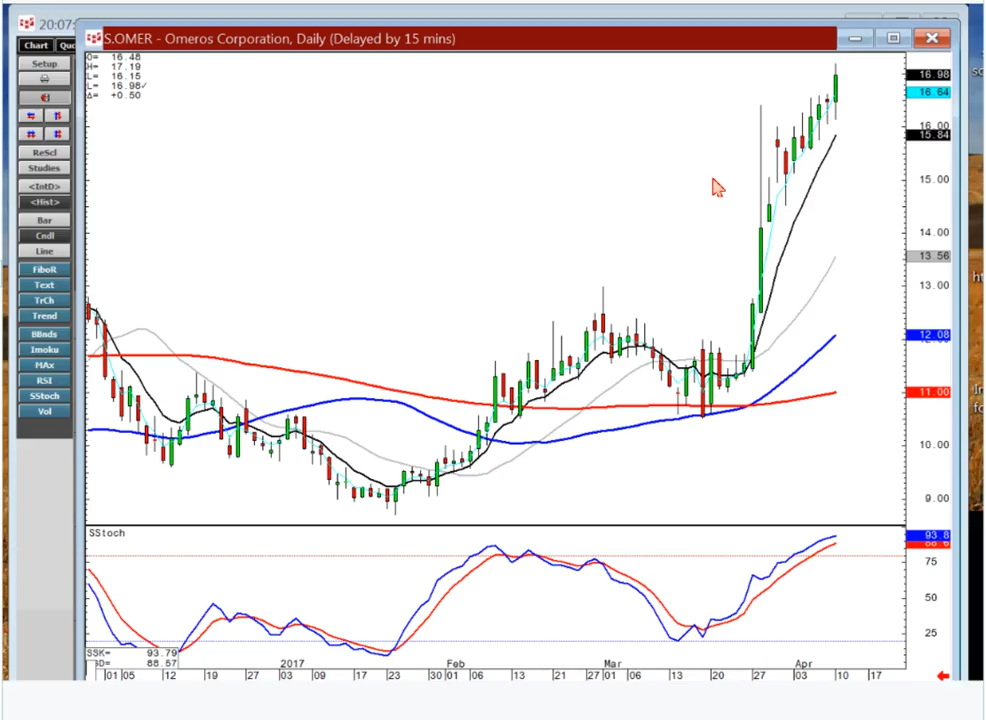 20:07:
S.OMER - Omeros Corporation, Daily (Delayed by 15 mins)
Chart
Setup
ReScl
Studies
<IntD>
<Hist>
Bar
Cndl
Line
FiboR
Text
TrCh
Trend
BBnds
Imoku
MAx
RSI
SStoch
Vol
O= 16.48
H= 17.19
L= 16.15
L= 16.98✓
Δ= +0.50
16.98
16.64
16.00
15.84
15.00
14.00
13.56
13.00
12.08
11.00
10.00
9.00
SStoch
93.8
75
50
25
SSK= 93.79
D= 88.57
2017 Feb Mar Apr
01 05 12 19 27 03 09 17 23 30 01 06 13 21 27 01 06 13 20 27 03 10 17